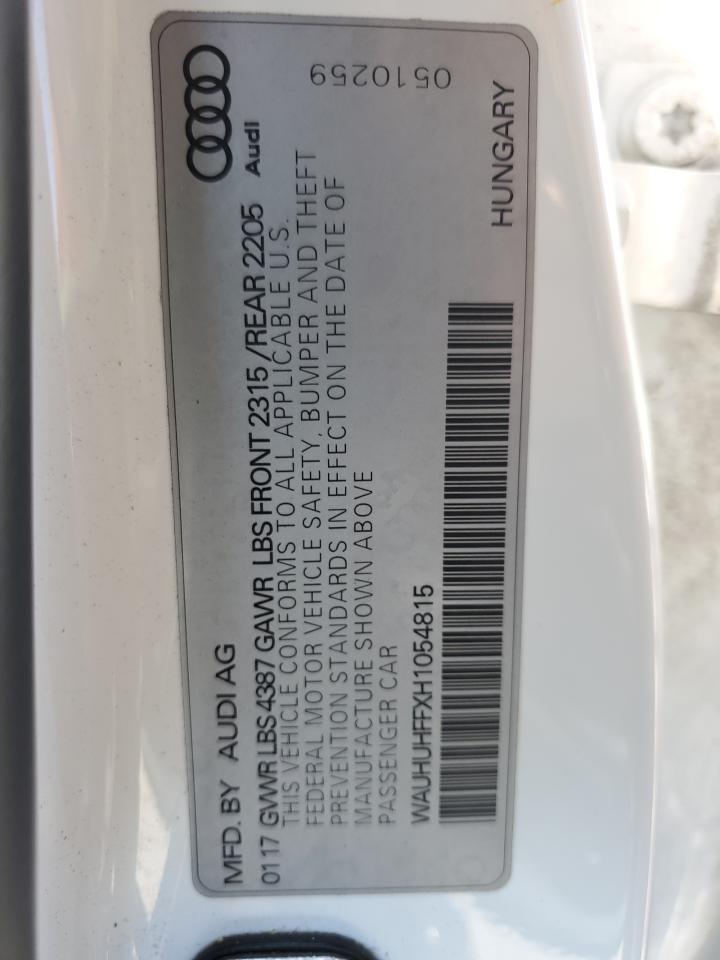 MFD. BY AUDI AG
0117 GVWR LBS 4387 GAWR LBS FRONT 2315 / REAR 2205
Audi
THIS VEHICLE CONFORMS TO ALL APPLICABLE U.S.
FEDERAL MOTOR VEHICLE SAFETY, BUMPER AND THEFT
PREVENTION STANDARDS IN EFFECT ON THE DATE OF
MANUFACTURE SHOWN ABOVE
PASSENGER CAR
0510259
WAUHUHFFXH1054815
HUNGARY